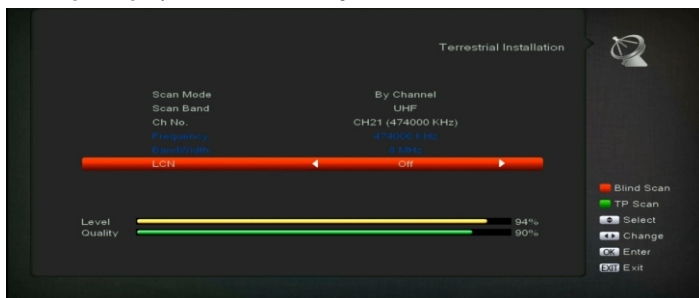 Terrestrial Installation
Scan Mode By Channel
Scan Band UHF
Ch No. CH21 (474000 KHz)
Frequency 474000 KHz
BandWidth 8 MHz
LCN Off
Level 94%
Quality 90%
Blind Scan
TP Scan
Select
Change
OK Enter
EXIT Exit